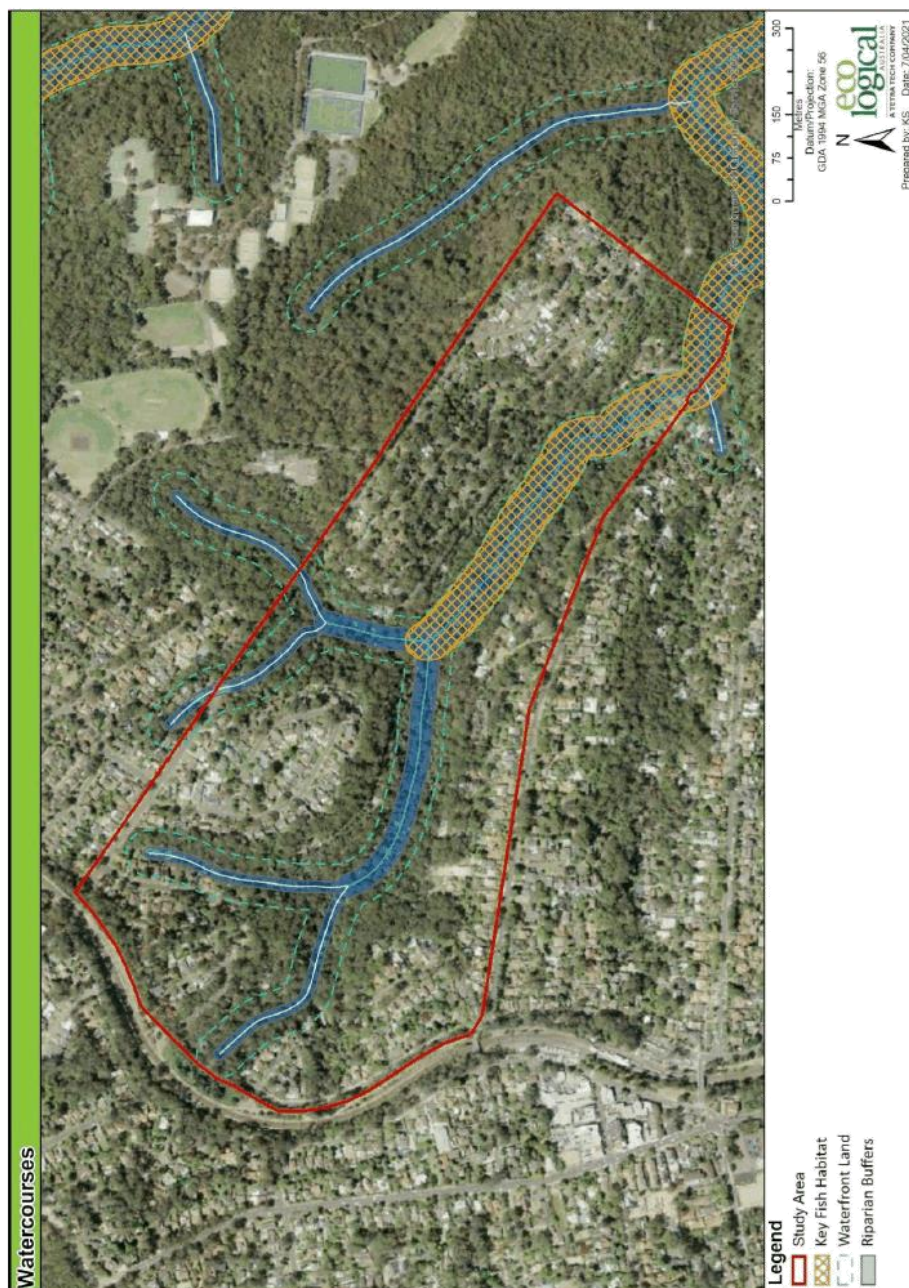 Watercourses
Legend
Study Area
Key Fish Habitat
Waterfront Land
Riparian Buffers
0 75 150 300
Metres
Datum/Projection:
GDA 1994 MGA Zone 56
N
eco
logical
AUSTRALIA
A TETRA TECH COMPANY
Prepared by: KS Date: 7/04/2021